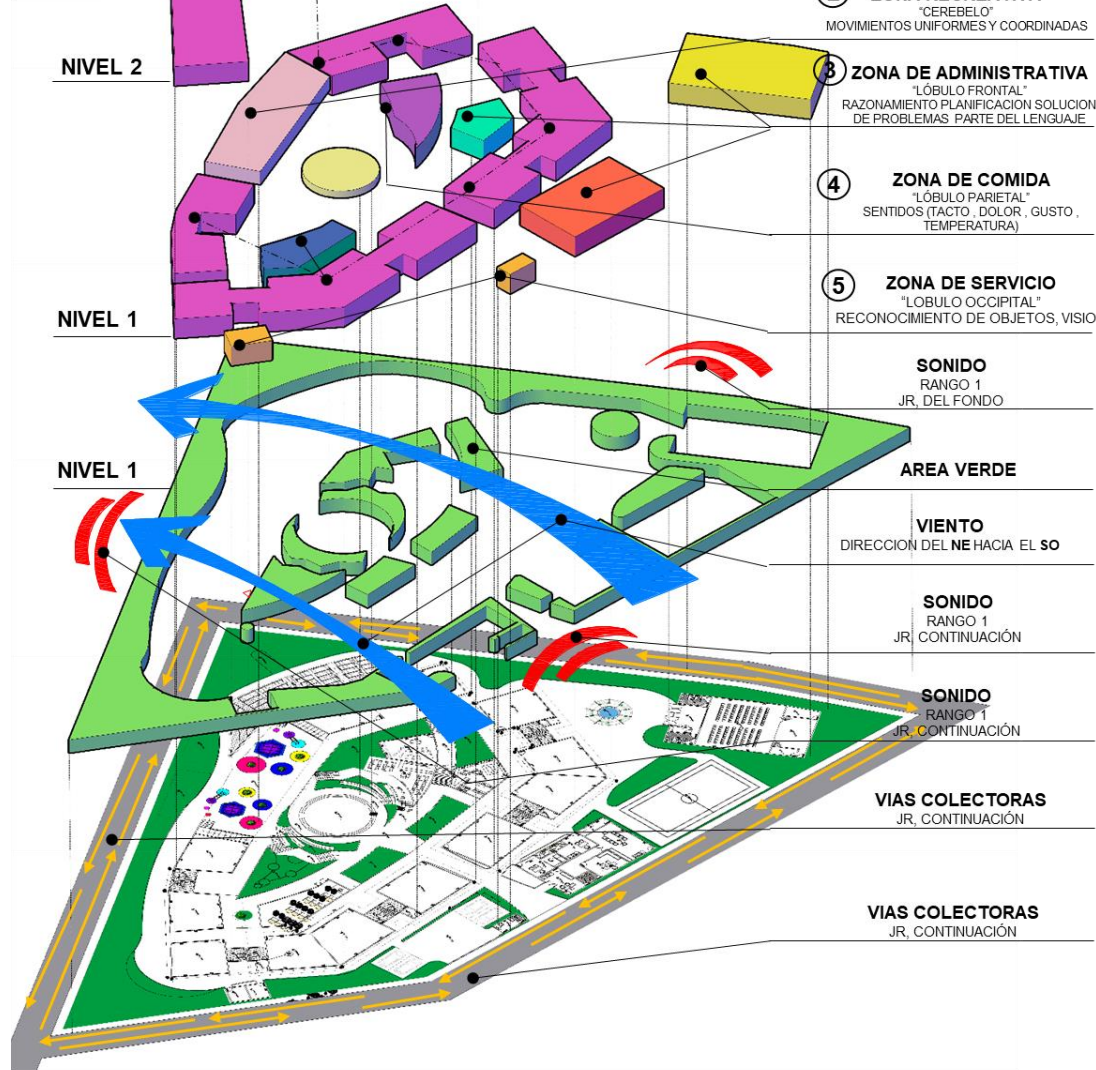 2 ZONA RECREATIVA
"CEREBELO"
MOVIMIENTOS UNIFORMES Y COORDINADAS
NIVEL 2
3 ZONA DE ADMINISTRATIVA
"LÓBULO FRONTAL"
RAZONAMIENTO PLANIFICACION SOLUCION
DE PROBLEMAS PARTE DEL LENGUAJE
4 ZONA DE COMIDA
"LÓBULO PARIETAL"
SENTIDOS (TACTO , DOLOR , GUSTO ,
TEMPERATURA)
5 ZONA DE SERVICIO
"LOBULO OCCIPITAL"
RECONOCIMIENTO DE OBJETOS, VISIO
NIVEL 1
SONIDO
RANGO 1
JR, DEL FONDO
NIVEL 1
AREA VERDE
VIENTO
DIRECCION DEL NE HACIA EL SO
SONIDO
RANGO 1
JR, CONTINUACIÓN
SONIDO
RANGO 1
JR, CONTINUACIÓN
VIAS COLECTORAS
JR, CONTINUACIÓN
VIAS COLECTORAS
JR, CONTINUACIÓN